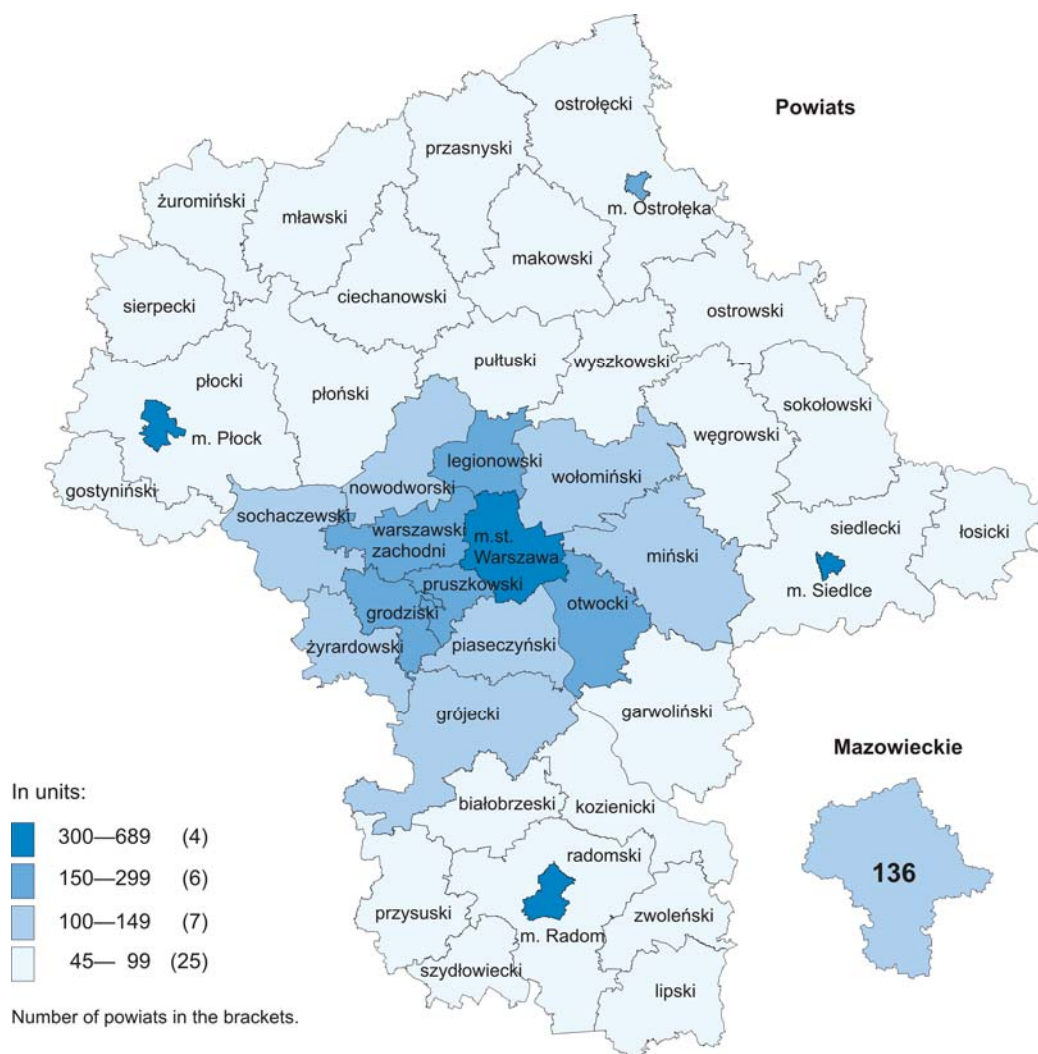 ostrołęcki
Powiats
przasnyski
żuromiński
mławski
m. Ostrołęka
makowski
ciechanowski
sierpecki
ostrowski
pułtuski
wyszkowski
płocki
płoński
sokołowski
węgrowski
m. Płock
legionowski
wołomiński
gostyniński
nowodworski
sochaczewski
siedlecki
łosicki
warszawski
zachodni
m.st.
Warszawa
miński
pruszkowski
m. Siedlce
otwocki
grodziski
żyrardowski
piaseczyński
grójecki
garwoliński
Mazowieckie
136
In units:
300—689 (4)
150—299 (6)
100—149 (7)
45— 99 (25)
Number of powiats in the brackets.
białobrzeski
kozienicki
radomski
przysuski
zwoleński
m. Radom
szydłowiecki
lipski